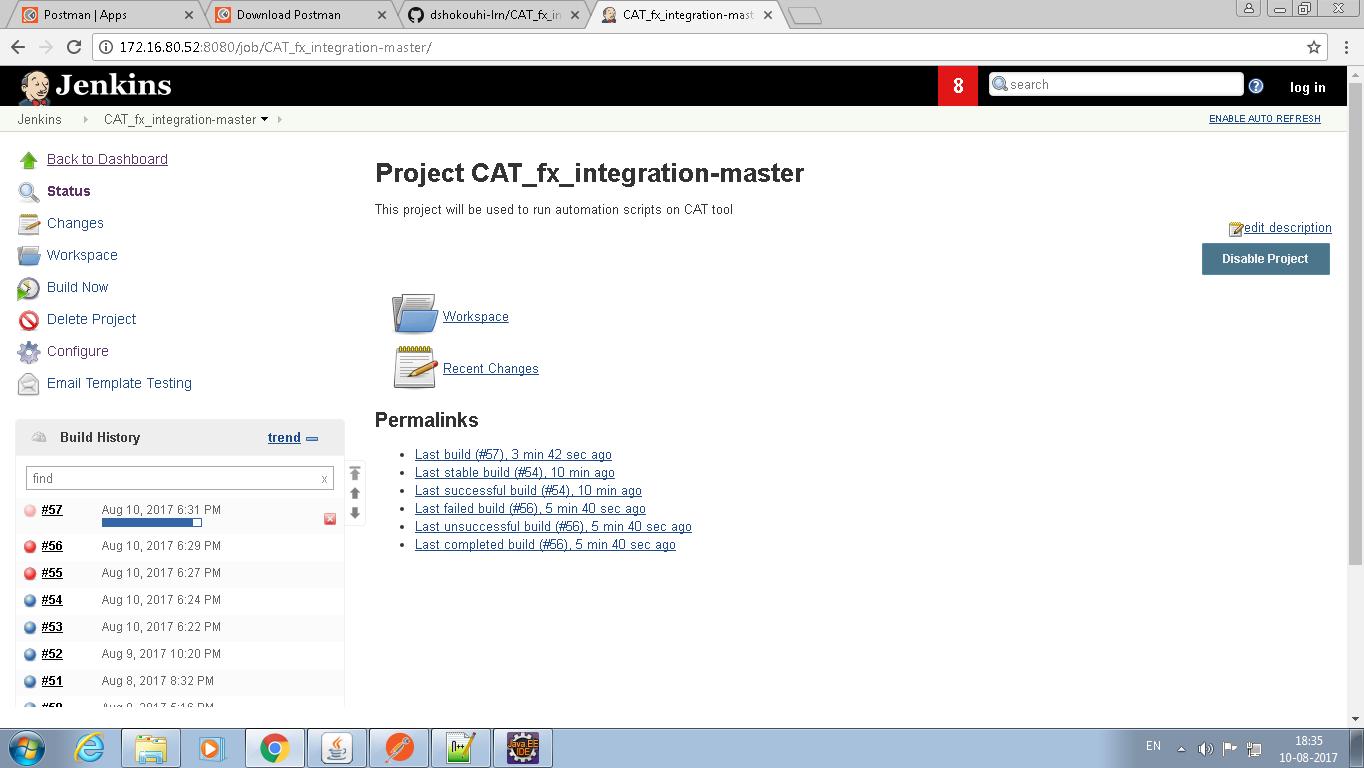 Postman | Apps
Download Postman
dshokouhi-lrn/CAT_fx_in
CAT_fx_integration-mast
172.16.80.52:8080/job/CAT_fx_integration-master/
Jenkins
8
search
log in
Jenkins
CAT_fx_integration-master
ENABLE AUTO REFRESH
Back to Dashboard
Status
Changes
Workspace
Build Now
Delete Project
Configure
Email Template Testing
Project CAT_fx_integration-master
This project will be used to run automation scripts on CAT tool
edit description
Disable Project
Workspace
Recent Changes
Permalinks
Last build (#57), 3 min 42 sec ago
Last stable build (#54), 10 min ago
Last successful build (#54), 10 min ago
Last failed build (#56), 5 min 40 sec ago
Last unsuccessful build (#56), 5 min 40 sec ago
Last completed build (#56), 5 min 40 sec ago
Build History
trend
find
x
#57 Aug 10, 2017 6:31 PM
#56 Aug 10, 2017 6:29 PM
#55 Aug 10, 2017 6:27 PM
#54 Aug 10, 2017 6:24 PM
#53 Aug 10, 2017 6:22 PM
#52 Aug 9, 2017 10:20 PM
#51 Aug 8, 2017 8:32 PM
Java EE
IDE
EN
18:35
10-08-2017